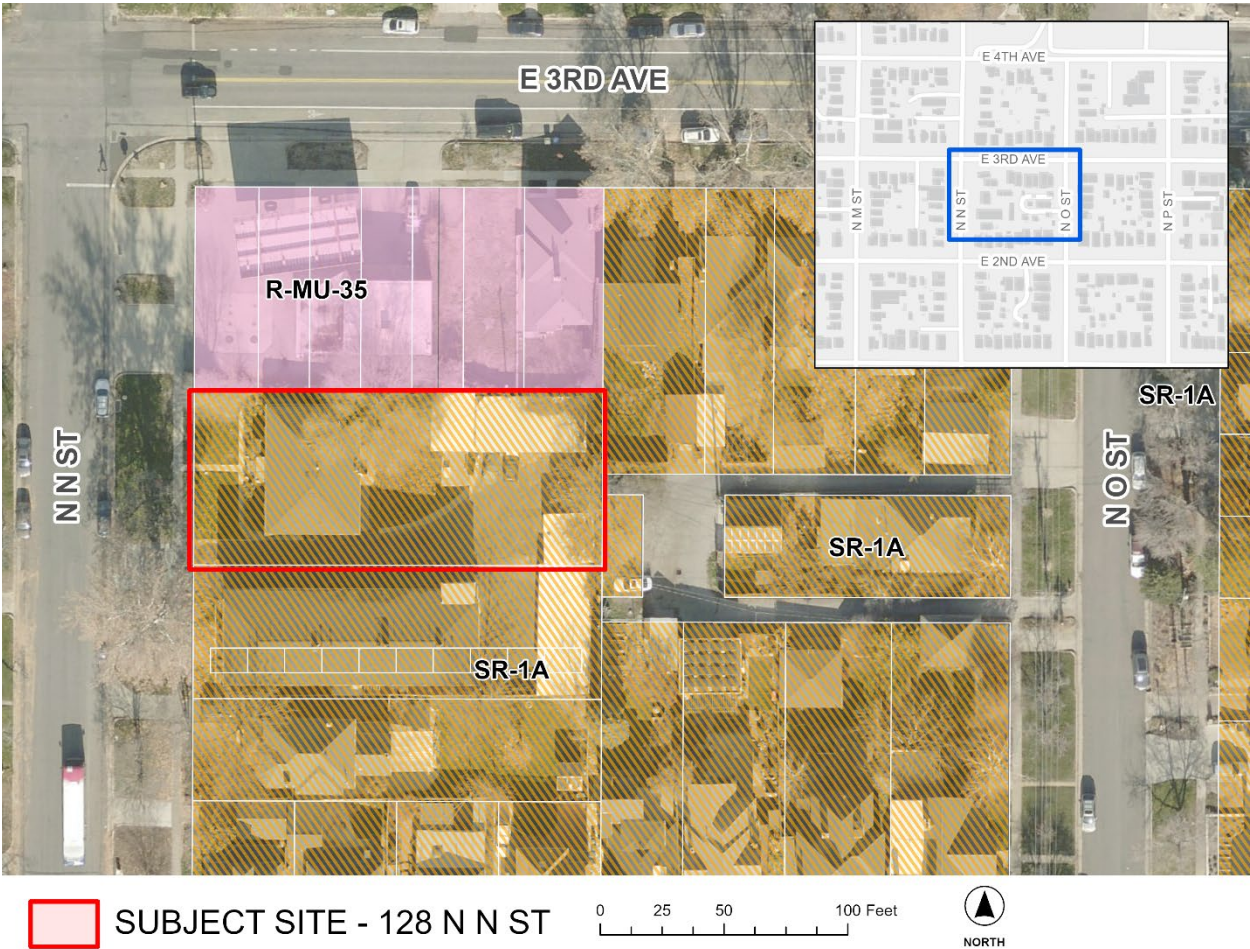 E 3RD AVE
E 4TH AVE
E 3RD AVE
N M ST
N N ST
N O ST
N P ST
E 2ND AVE
R-MU-35
SR-1A
N N ST
N O ST
SR-1A
SR-1A
SUBJECT SITE - 128 N N ST
0 25 50 100 Feet
NORTH